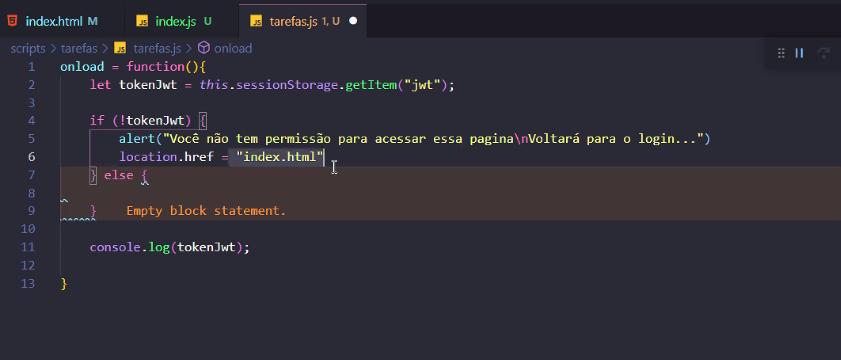 index.html M
index.js U
tarefas.js 1, U
scripts > tarefas > tarefas.js > onload
1 onload = function(){
2 let tokenJwt = this.sessionStorage.getItem("jwt");
3
4 if (!tokenJwt) {
5 alert("Você não tem permissão para acessar essa pagina\nVoltará para o login...")
6 location.href = "index.html"
7 } else {
8
9 } Empty block statement.
10
11 console.log(tokenJwt);
12
13 }